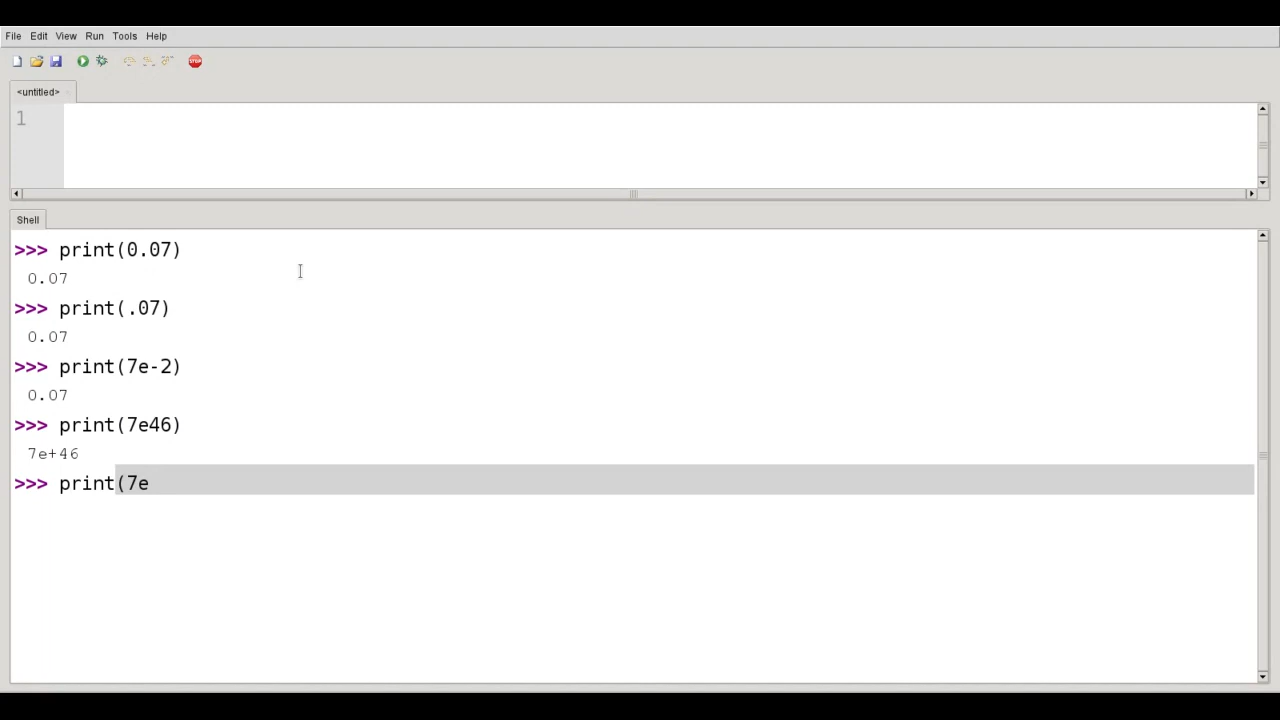 File Edit View Run Tools Help
STOP
<untitled>
1
Shell
>>> print(0.07)
0.07
>>> print(.07)
0.07
>>> print(7e-2)
0.07
>>> print(7e46)
7e+46
>>> print(7e